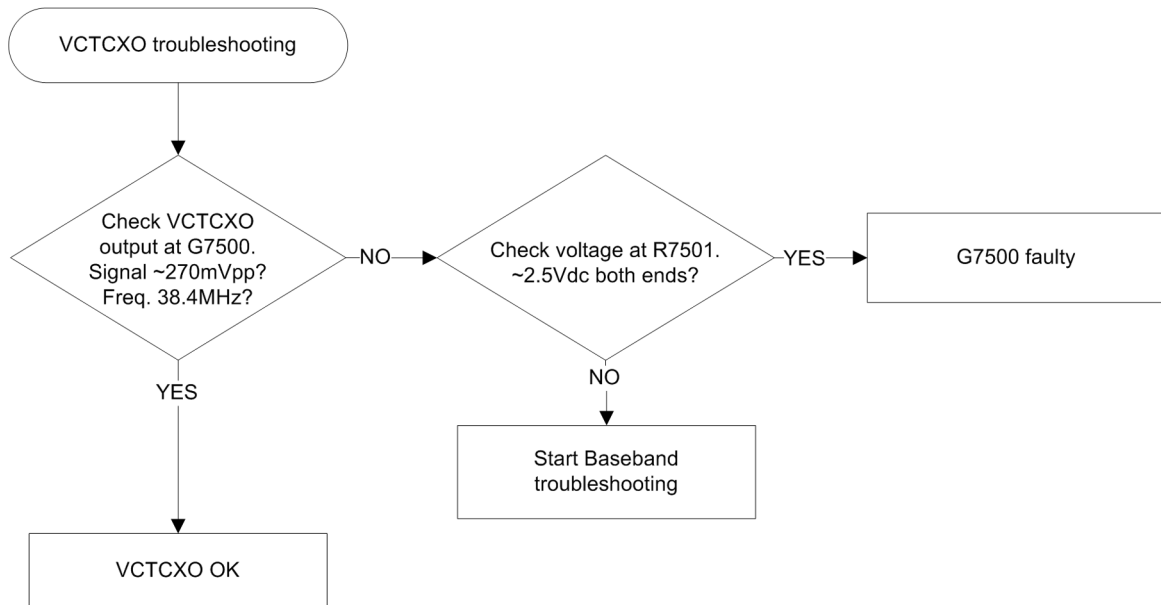 VCTCXO troubleshooting
Check VCTCXO
output at G7500.
Signal ~270mVpp?
Freq. 38.4MHz?
NO
Check voltage at R7501.
~2.5Vdc both ends?
YES
G7500 faulty
NO
YES
Start Baseband
troubleshooting
VCTCXO OK